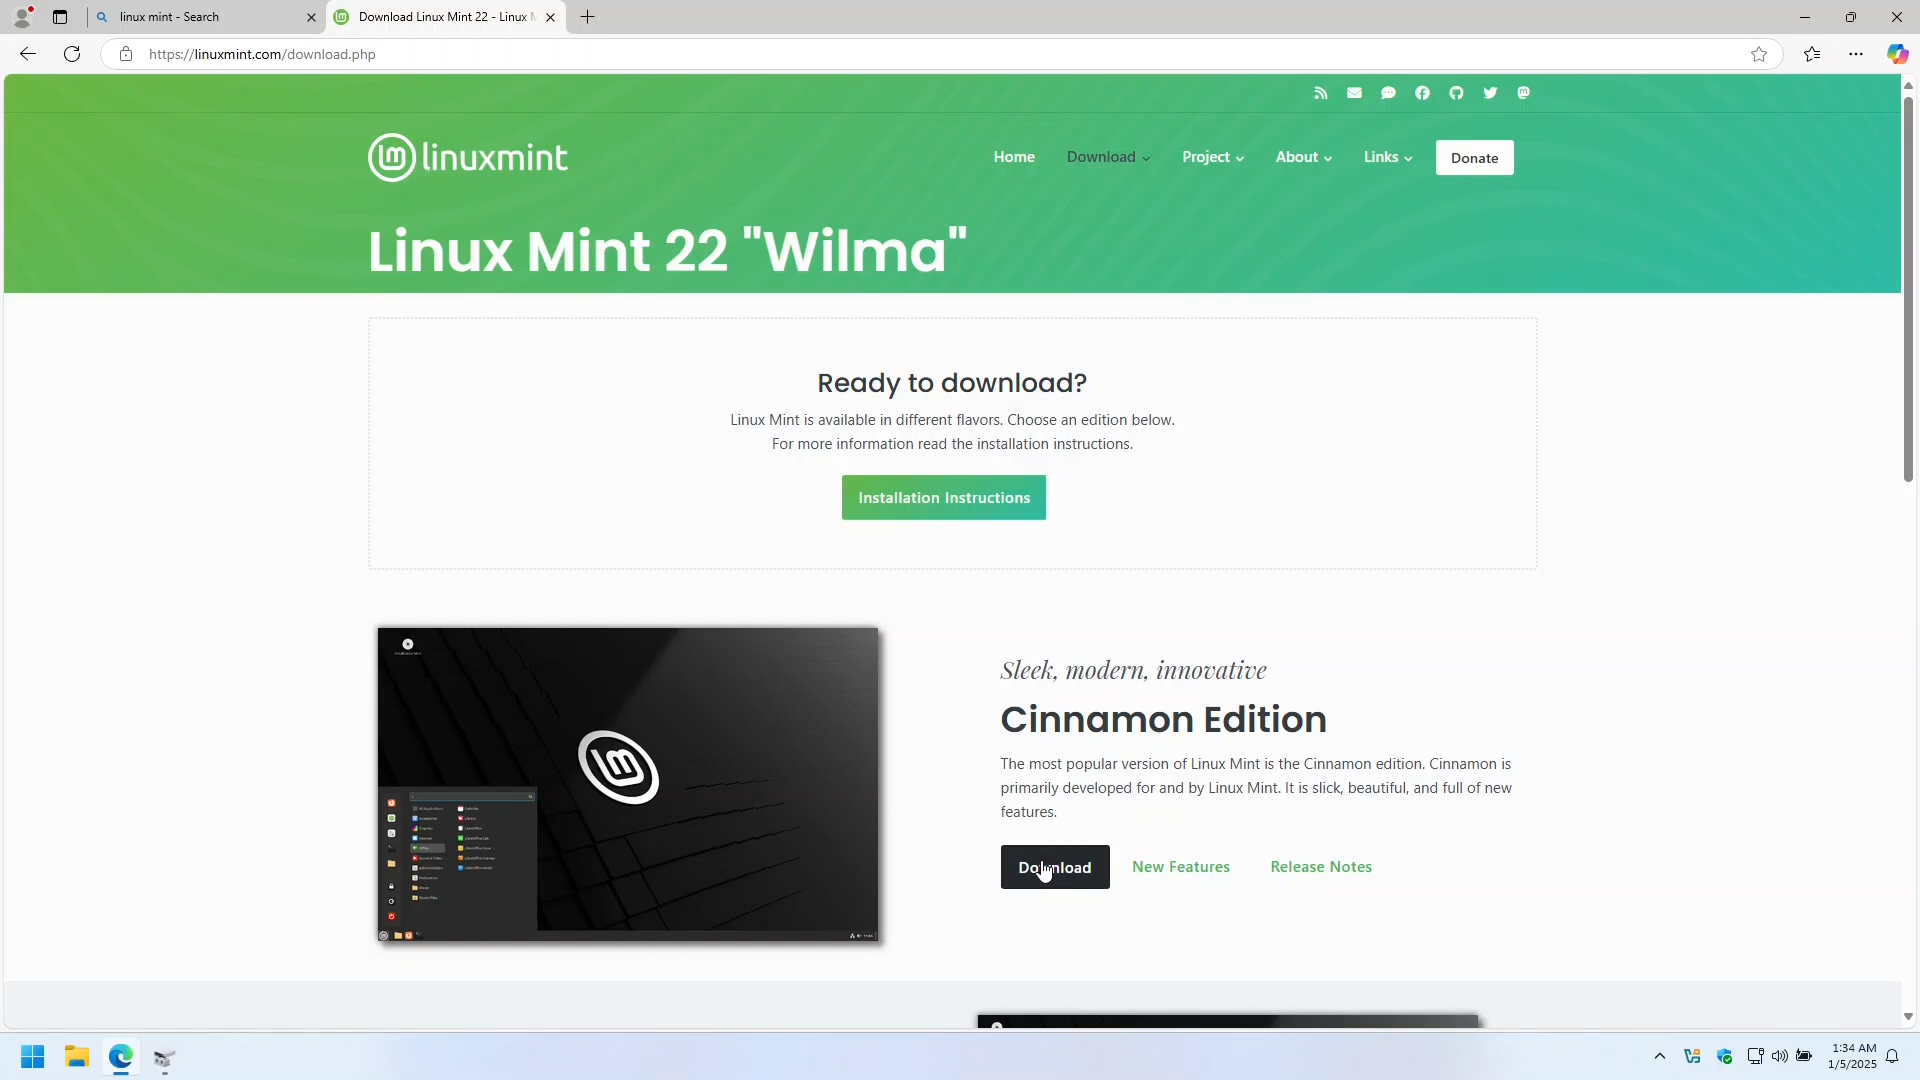 linux mint - Search
Download Linux Mint 22 - Linux M
https://linuxmint.com/download.php
linuxmint
Home
Download
Project
About
Links
Donate
Linux Mint 22 "Wilma"
Ready to download?
Linux Mint is available in different flavors. Choose an edition below.
For more information read the installation instructions.
Installation Instructions
Sleek, modern, innovative
Cinnamon Edition
The most popular version of Linux Mint is the Cinnamon edition. Cinnamon is
primarily developed for and by Linux Mint. It is slick, beautiful, and full of new
features.
Download
New Features
Release Notes
1:34 AM
1/5/2025